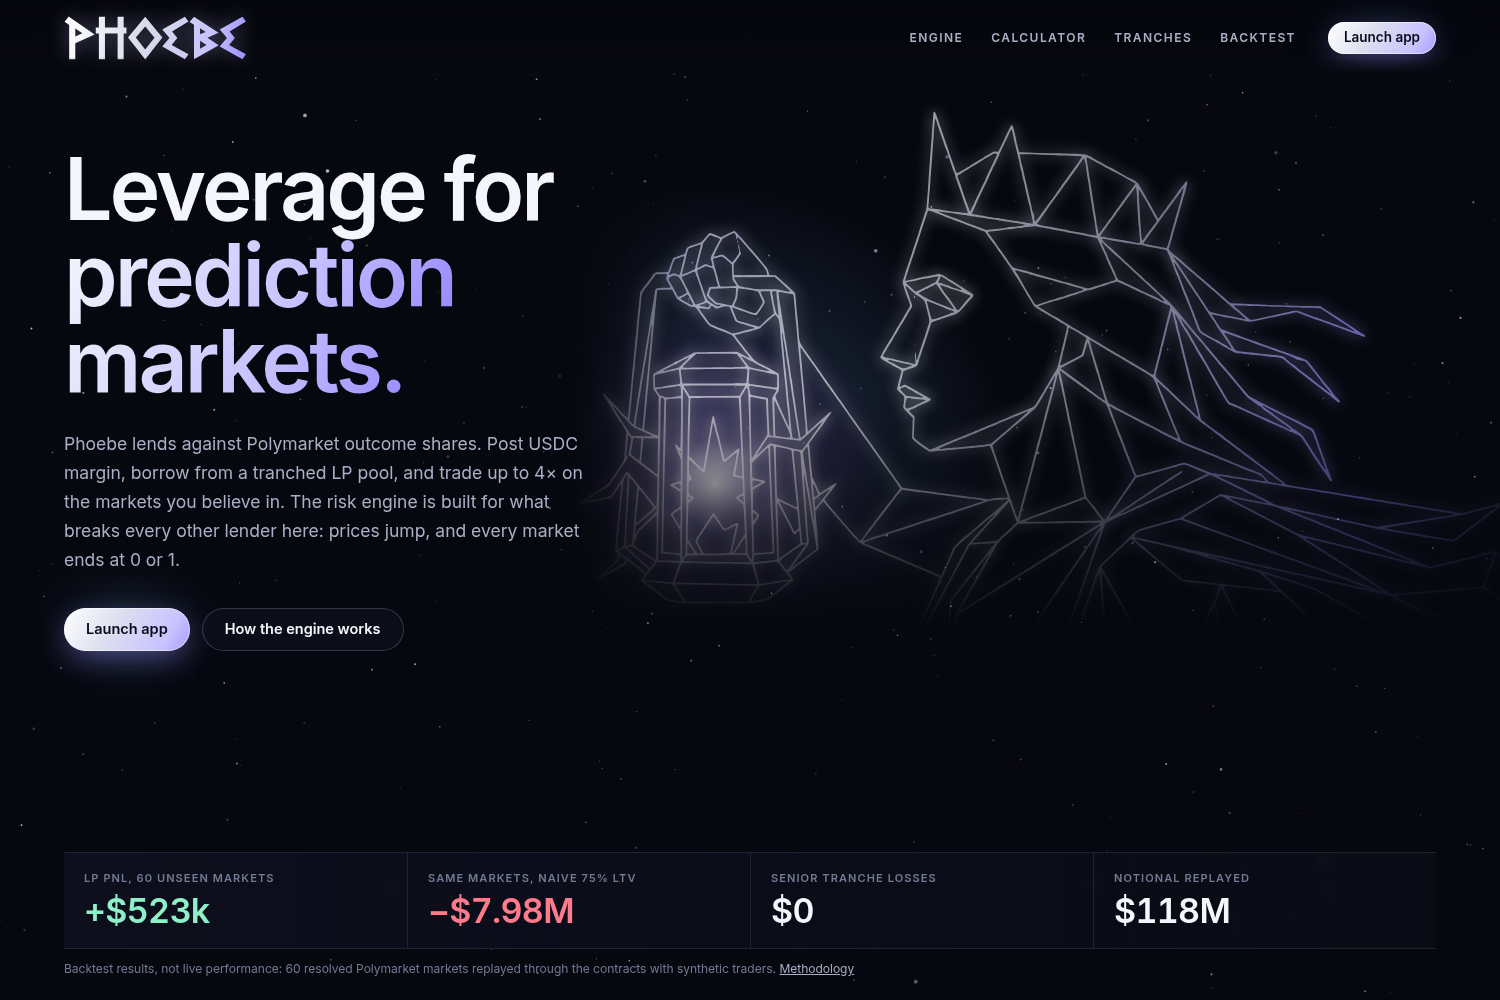 PHOEBE
ENGINE CALCULATOR TRANCHES BACKTEST Launch app
Leverage for
prediction
markets.
Phoebe lends against Polymarket outcome shares. Post USDC
margin, borrow from a tranched LP pool, and trade up to 4× on
the markets you believe in. The risk engine is built for what
breaks every other lender here: prices jump, and every market
ends at 0 or 1.
Launch app How the engine works
LP PNL, 60 UNSEEN MARKETS
+$523k
SAME MARKETS, NAIVE 75% LTV
−$7.98M
SENIOR TRANCHE LOSSES
$0
NOTIONAL REPLAYED
$118M
Backtest results, not live performance: 60 resolved Polymarket markets replayed through the contracts with synthetic traders. Methodology